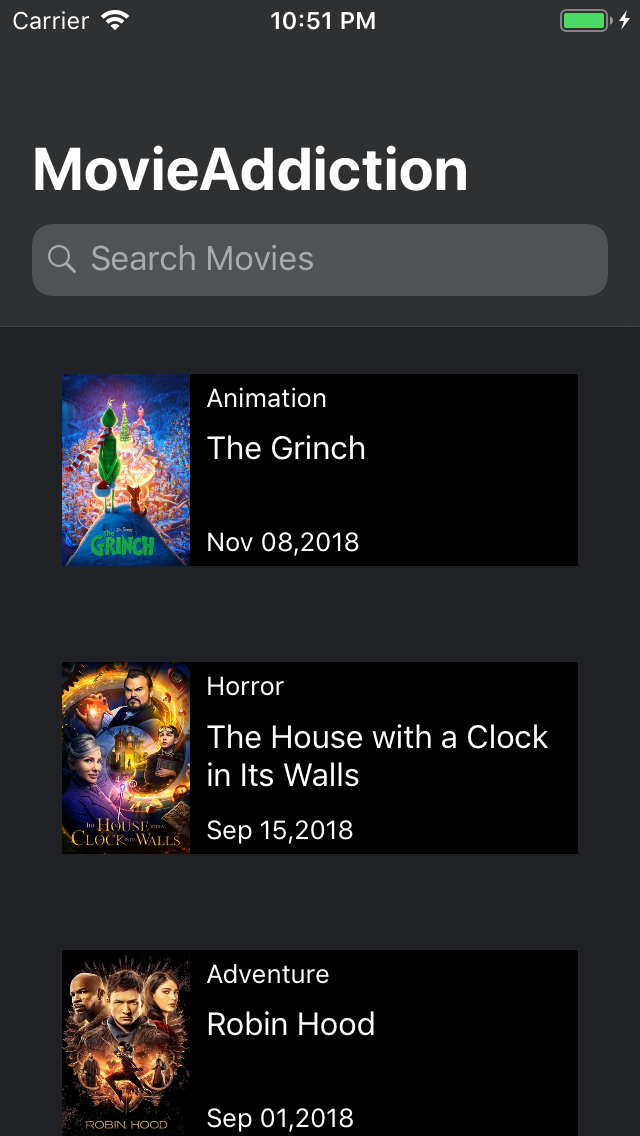 Carrier 10:51 PM
MovieAddiction
Search Movies
Animation
The Grinch
Nov 08,2018
Dr. Seuss'
THE GRINCH
Horror
The House with a Clock
in Its Walls
Sep 15,2018
THE HOUSE WITH A
CLOCK IN ITS WALLS
Adventure
Robin Hood
Sep 01,2018
ROBIN HOOD